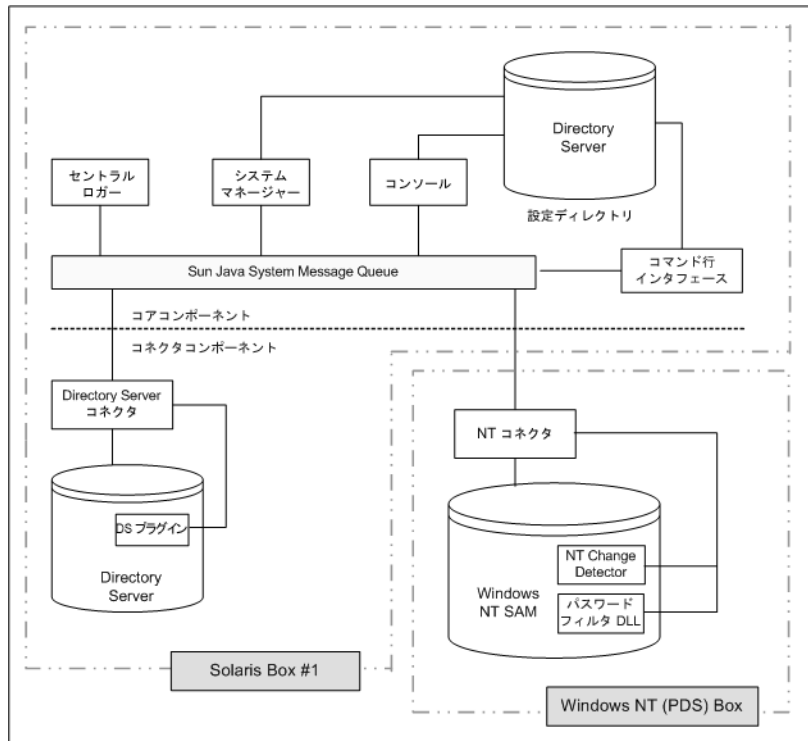 Directory
Server
セントラル
ロガー
システム
マネージャー
コンソール
設定ディレクトリ
Sun Java System Message Queue
コマンド行
インタフェース
コアコンポーネント
コネクタコンポーネント
Directory Server
コネクタ
NT コネクタ
DS プラグイン
Directory
Server
NT Change
Detector
Windows
NT SAM
パスワード
フィルタ DLL
Solaris Box #1
Windows NT (PDS) Box